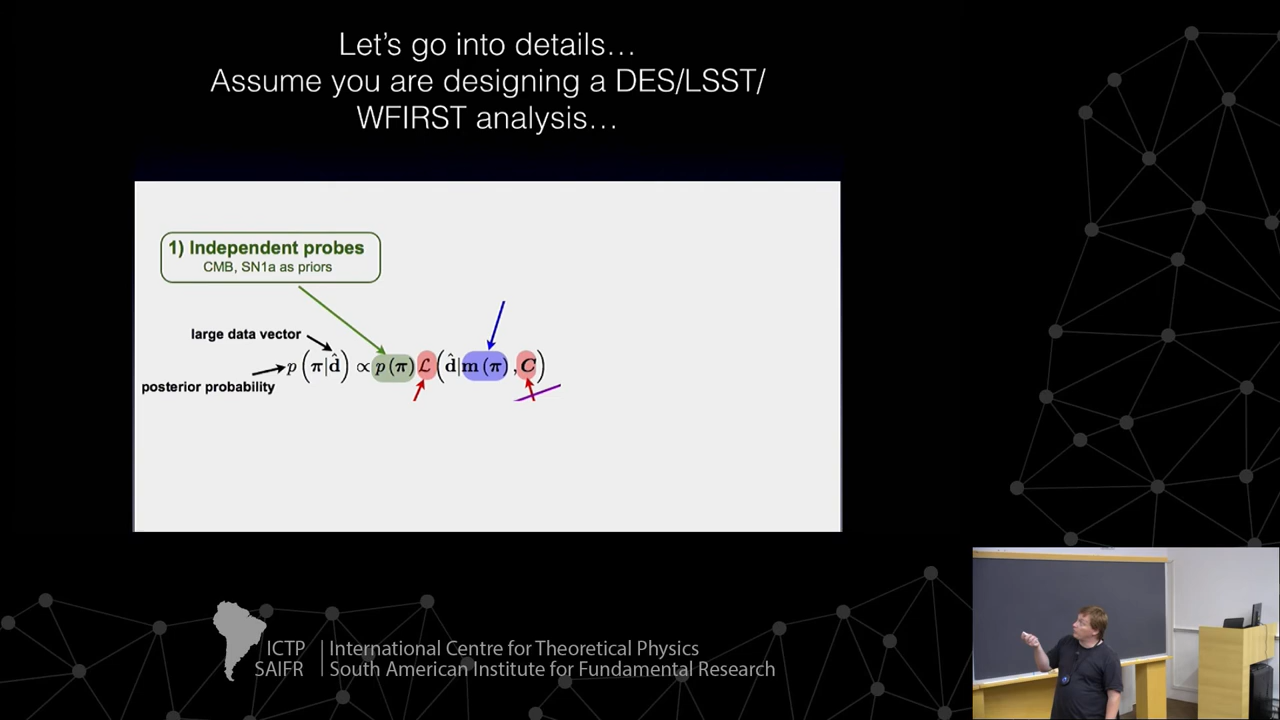 Let's go into details...
Assume you are designing a DES/LSST/
WFIRST analysis...
1) Independent probes
CMB, SN1a as priors
large data vector
p(π|d̂) ∝ p(π) ℒ(d̂|m(π), C)
posterior probability
ICTP | International Centre for Theoretical Physics
SAIFR | South American Institute for Fundamental Research